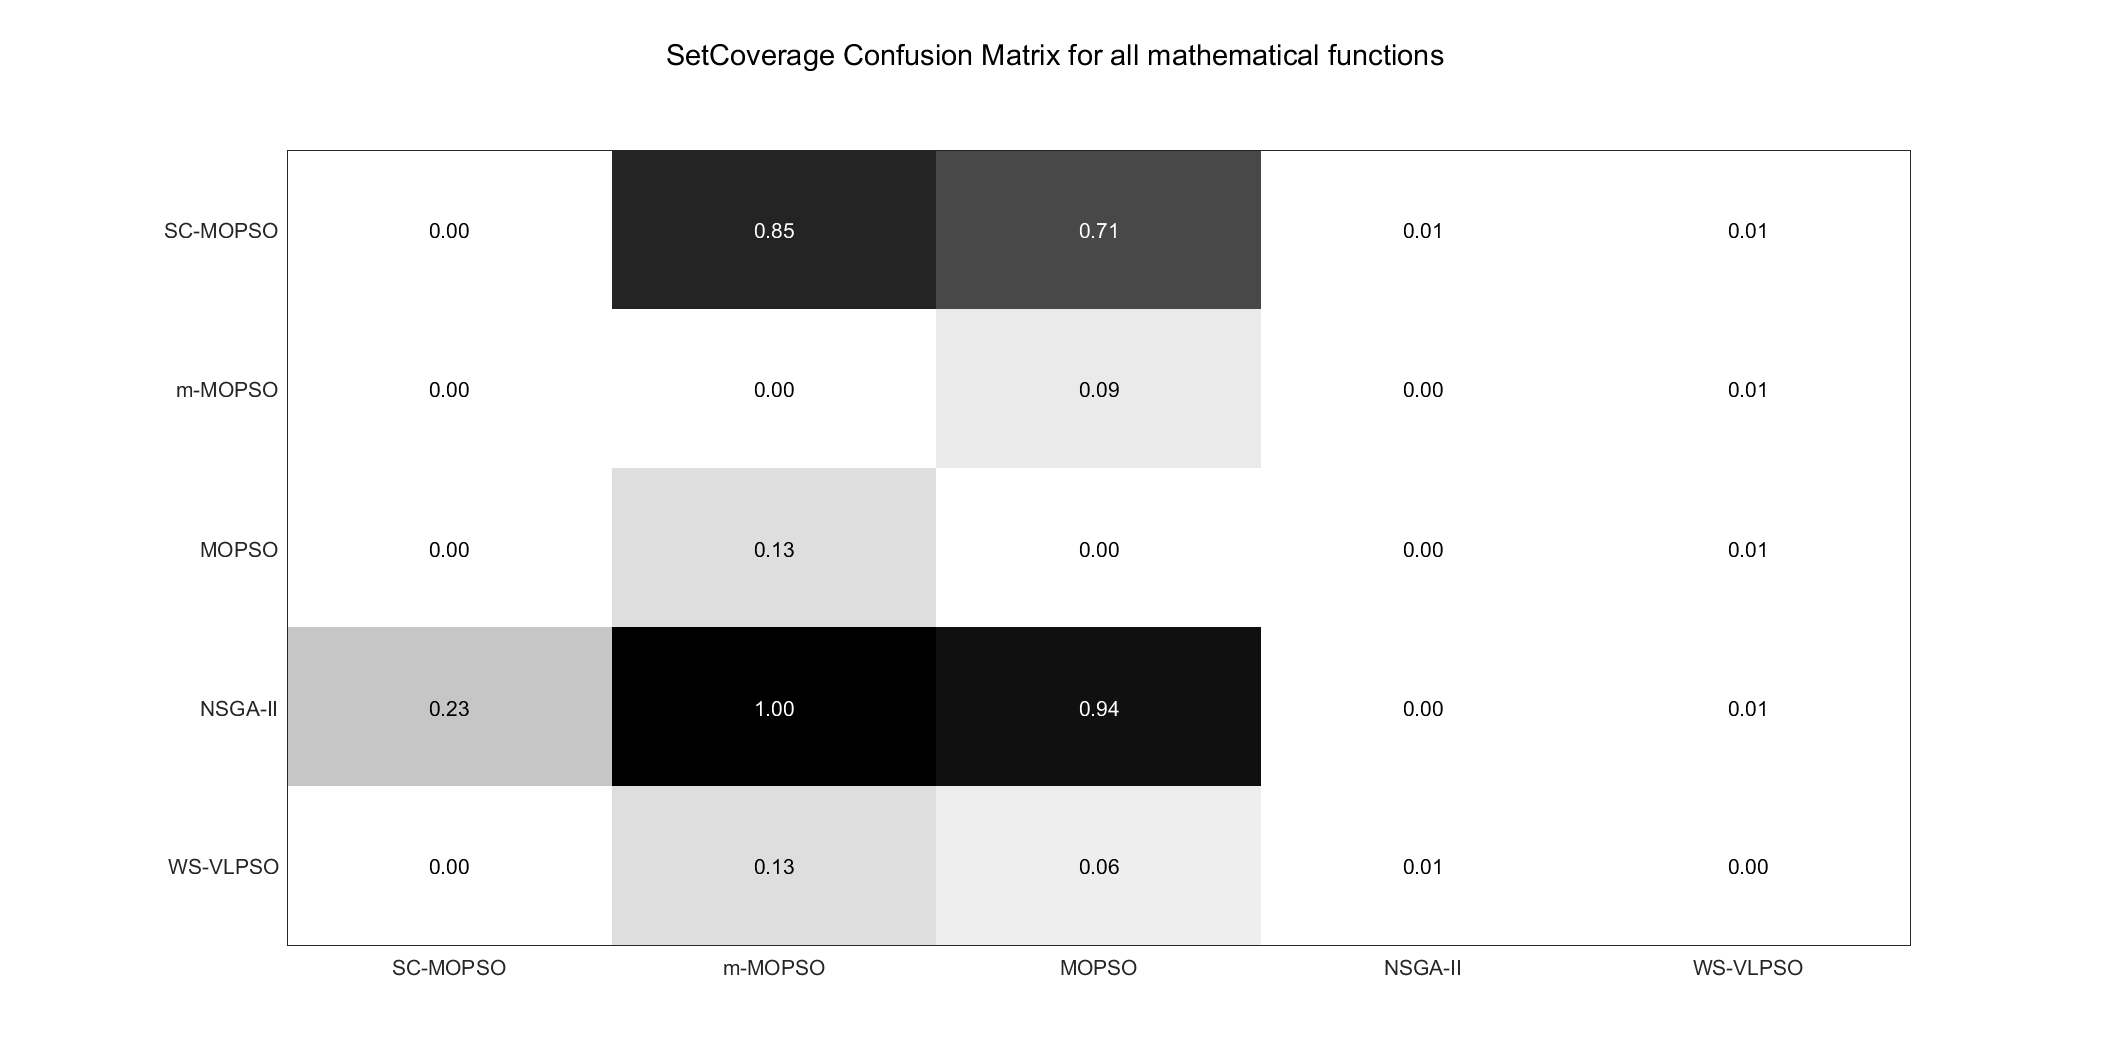 SetCoverage Confusion Matrix for all mathematical functions
SC-MOPSO 0.00 0.85 0.71 0.01 0.01
m-MOPSO 0.00 0.00 0.09 0.00 0.01
MOPSO 0.00 0.13 0.00 0.00 0.01
NSGA-II 0.23 1.00 0.94 0.00 0.01
WS-VLPSO 0.00 0.13 0.06 0.01 0.00
SC-MOPSO m-MOPSO MOPSO NSGA-II WS-VLPSO